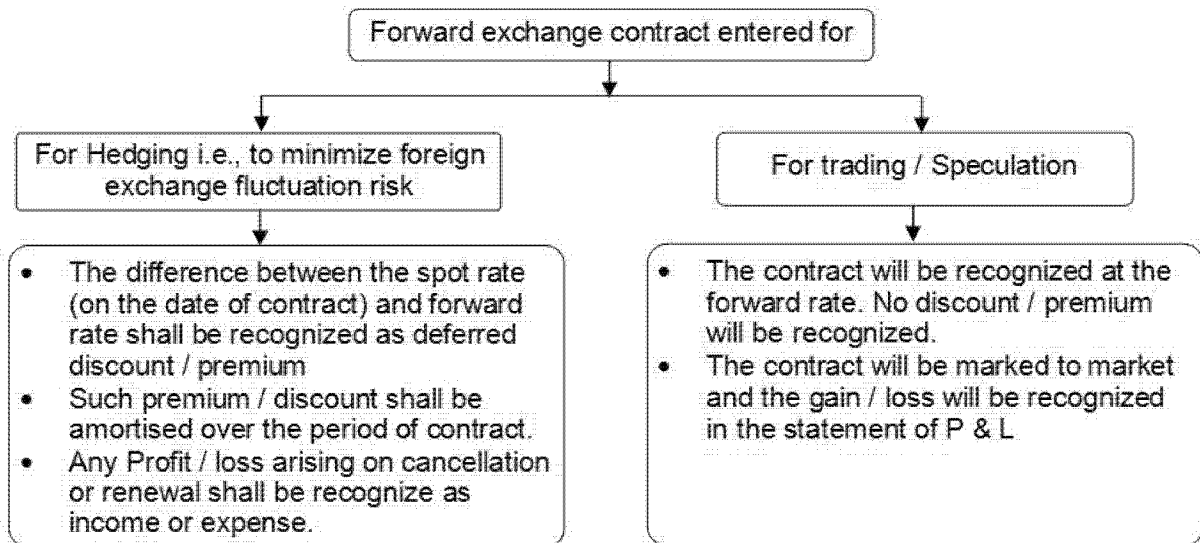 Forward exchange contract entered for
For Hedging i.e., to minimize foreign
exchange fluctuation risk
For trading / Speculation
• The difference between the spot rate
(on the date of contract) and forward
rate shall be recognized as deferred
discount / premium
• Such premium / discount shall be
amortised over the period of contract.
• Any Profit / loss arising on cancellation
or renewal shall be recognize as
income or expense.
• The contract will be recognized at the
forward rate. No discount / premium
will be recognized.
• The contract will be marked to market
and the gain / loss will be recognized
in the statement of P & L